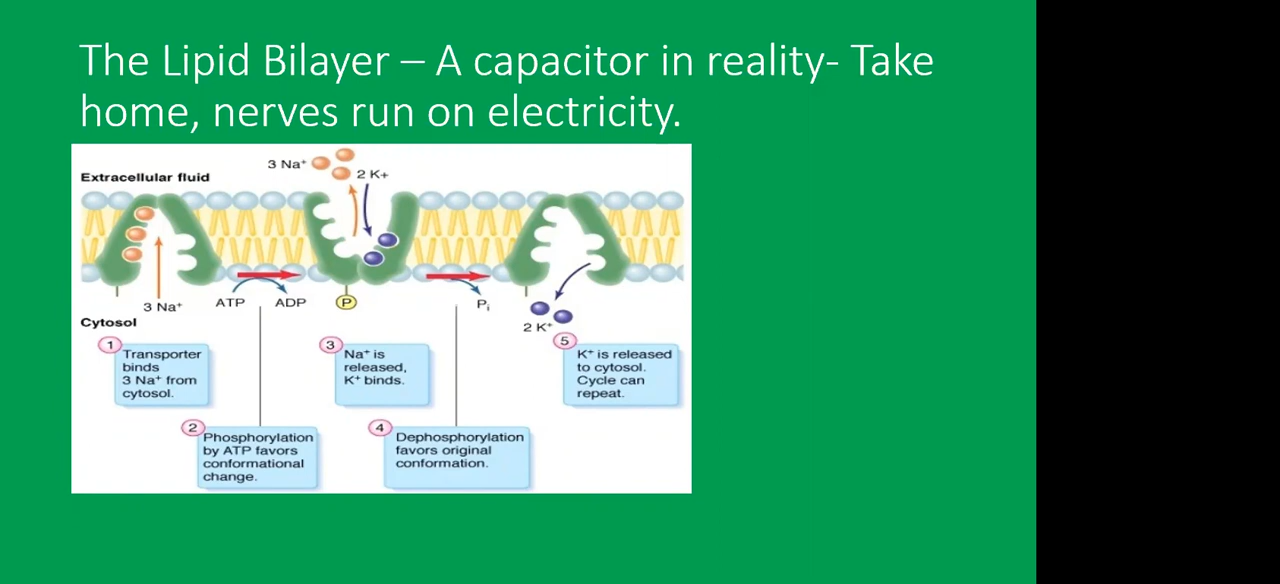 The Lipid Bilayer – A capacitor in reality- Take
home, nerves run on electricity.
3 Na⁺
2 K+
Extracellular fluid
3 Na⁺
ATP
ADP
P
Pᵢ
2 K⁺
Cytosol
1
Transporter
binds
3 Na⁺ from
cytosol.
2
Phosphorylation
by ATP favors
conformational
change.
3
Na⁺ is
released,
K⁺ binds.
4
Dephosphorylation
favors original
conformation.
5
K⁺ is released
to cytosol.
Cycle can
repeat.